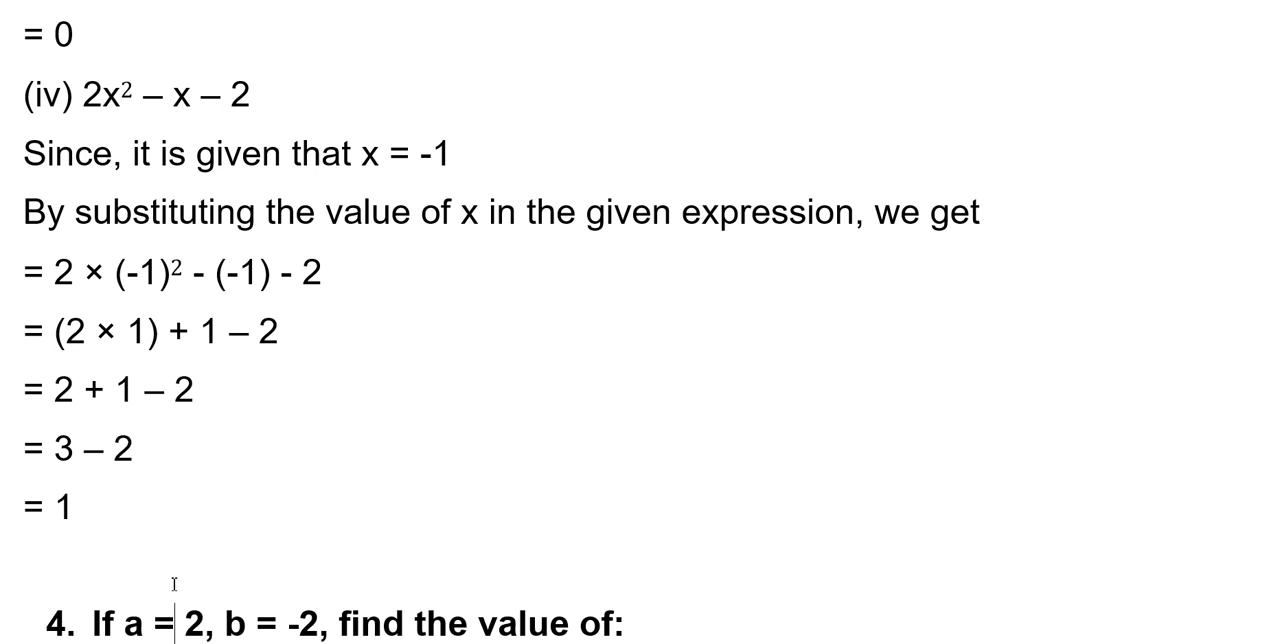 = 0
(iv) 2x² – x – 2
Since, it is given that x = -1
By substituting the value of x in the given expression, we get
= 2 × (-1)² - (-1) - 2
= (2 × 1) + 1 – 2
= 2 + 1 – 2
= 3 – 2
= 1
4. If a = 2, b = -2, find the value of: